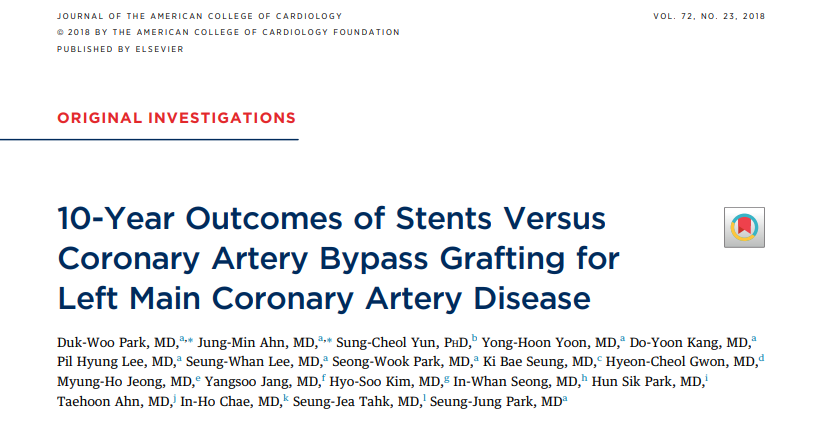 JOURNAL OF THE AMERICAN COLLEGE OF CARDIOLOGY
VOL. 72, NO. 23, 2018
© 2018 BY THE AMERICAN COLLEGE OF CARDIOLOGY FOUNDATION
PUBLISHED BY ELSEVIER
ORIGINAL INVESTIGATIONS
10-Year Outcomes of Stents Versus
Coronary Artery Bypass Grafting for
Left Main Coronary Artery Disease
Duk-Woo Park, MD,a,* Jung-Min Ahn, MD,a,* Sung-Cheol Yun, PHD,b Yong-Hoon Yoon, MD,a Do-Yoon Kang, MD,a
Pil Hyung Lee, MD,a Seung-Whan Lee, MD,a Seong-Wook Park, MD,a Ki Bae Seung, MD,c Hyeon-Cheol Gwon, MD,d
Myung-Ho Jeong, MD,e Yangsoo Jang, MD,f Hyo-Soo Kim, MD,g In-Whan Seong, MD,h Hun Sik Park, MD,i
Taehoon Ahn, MD,j In-Ho Chae, MD,k Seung-Jea Tahk, MD,l Seung-Jung Park, MDa